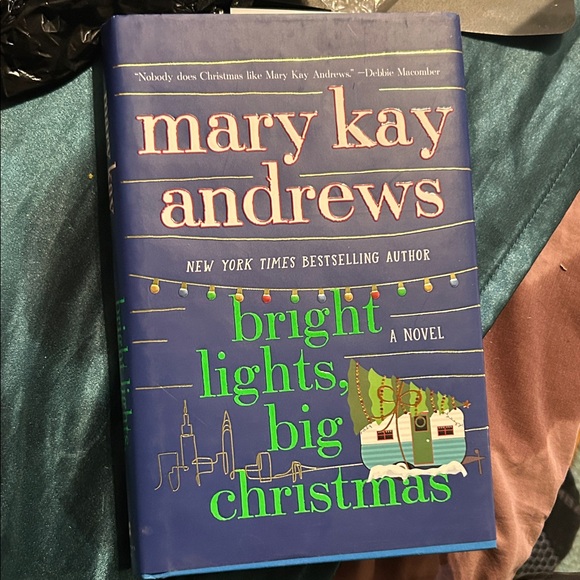 "Nobody does Christmas like Mary Kay Andrews." —Debbie Macomber
mary kay
andrews
NEW YORK TIMES BESTSELLING AUTHOR
bright
A NOVEL
lights,
big
christmas